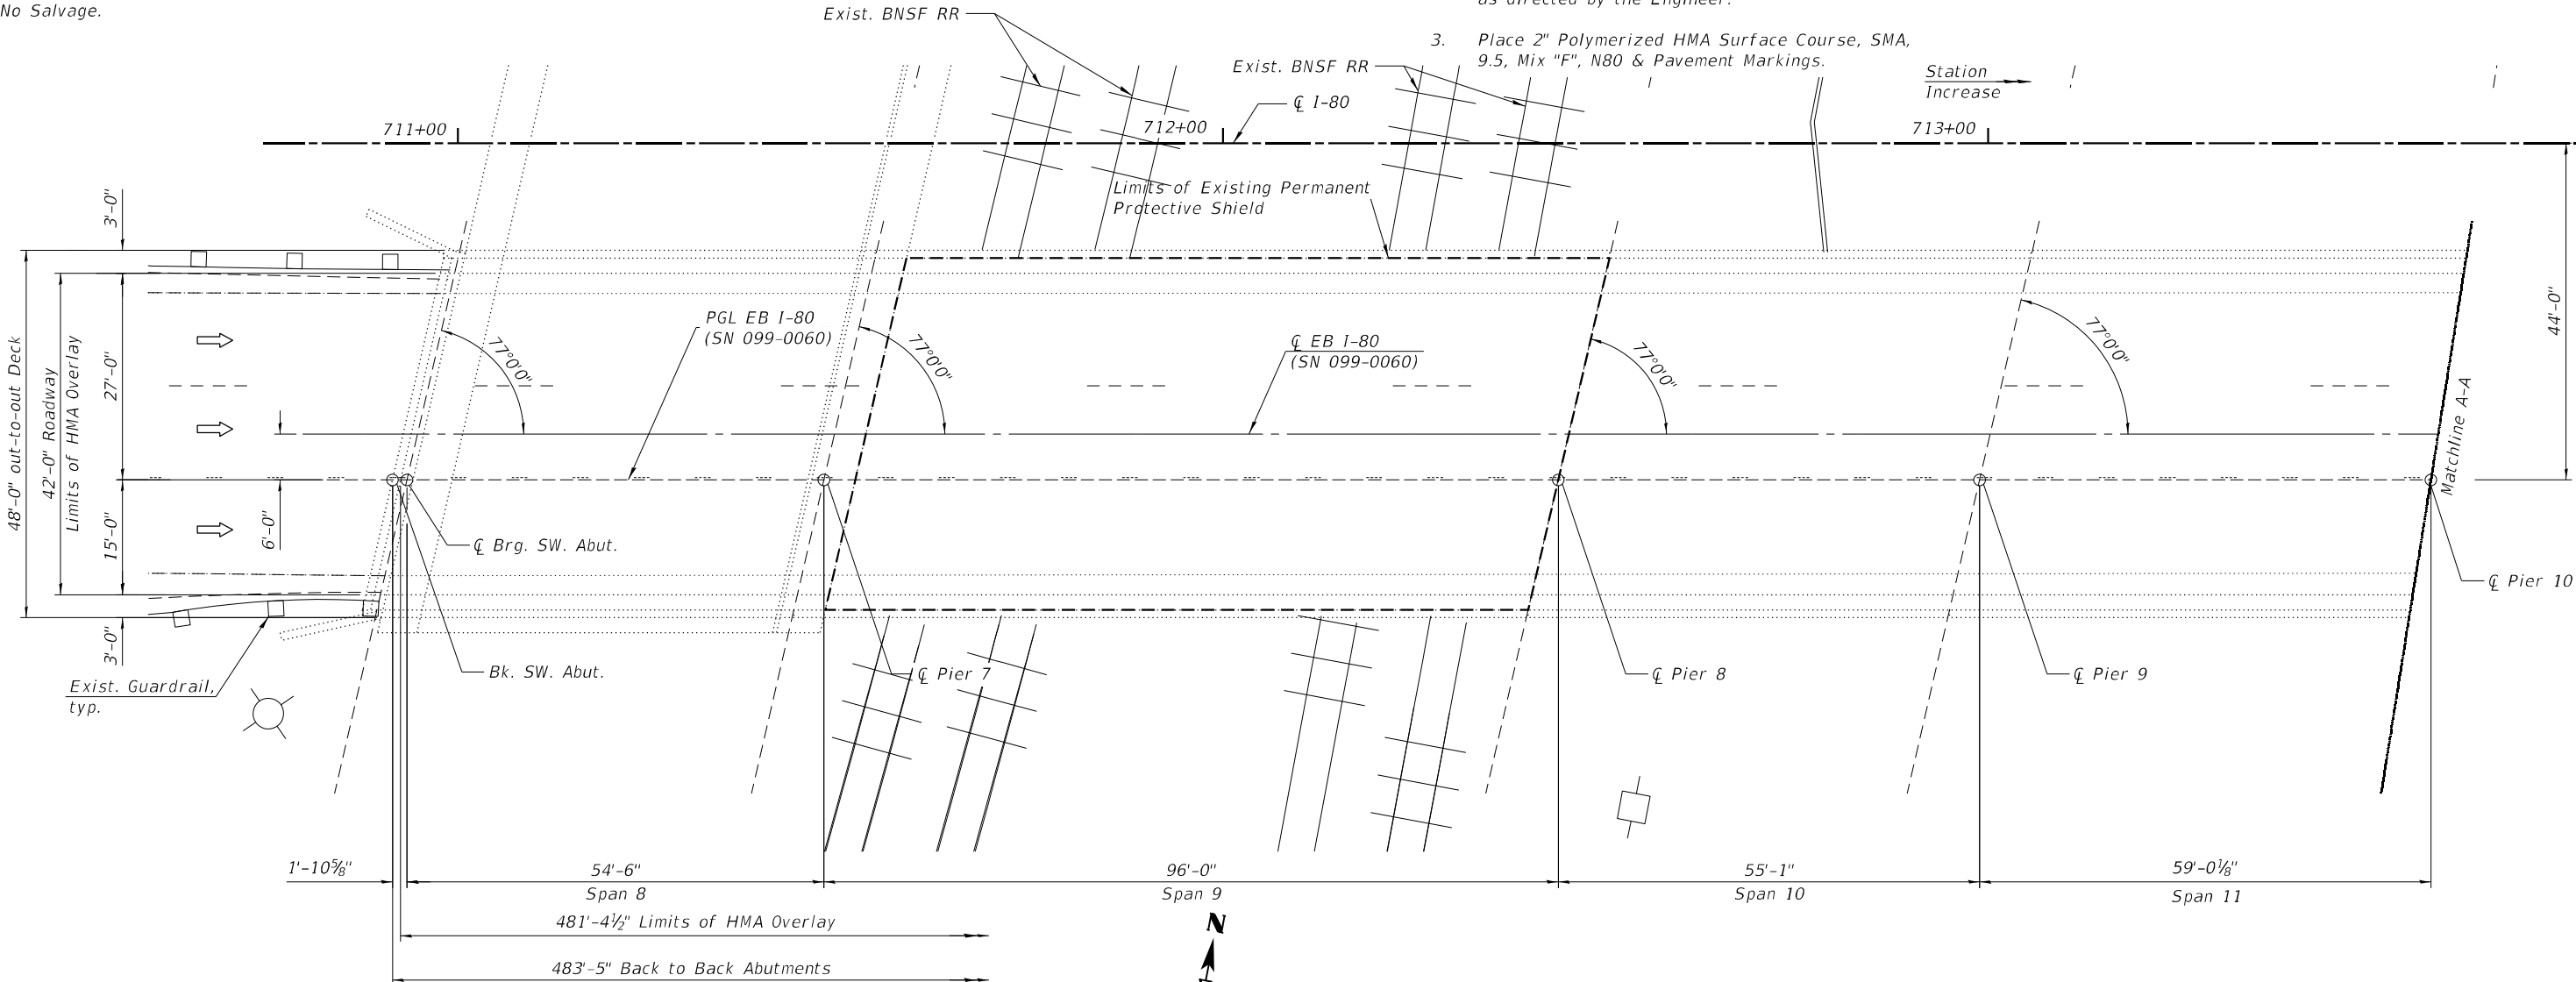 No Salvage.
as directed by the Engineer.
3. Place 2" Polymerized HMA Surface Course, SMA,
9.5, Mix "F", N80 & Pavement Markings.
Exist. BNSF RR
Exist. BNSF RR
℄ I-80
Station
Increase
711+00
712+00
713+00
Limits of Existing Permanent
Protective Shield
3'-0"
48'-0" out-to-out Deck
42'-0" Roadway
Limits of HMA Overlay
27'-0"
15'-0"
3'-0"
6'-0"
44'-0"
PGL EB I-80
(SN 099-0060)
℄ EB I-80
(SN 099-0060)
77°0'0"
77°0'0"
77°0'0"
77°0'0"
Matchline A-A
℄ Brg. SW. Abut.
Bk. SW. Abut.
℄ Pier 7
℄ Pier 8
℄ Pier 9
℄ Pier 10
Exist. Guardrail,
typ.
1'-10⅝"
54'-6"
Span 8
96'-0"
Span 9
55'-1"
Span 10
59'-0⅛"
Span 11
481'-4½" Limits of HMA Overlay
483'-5" Back to Back Abutments
N